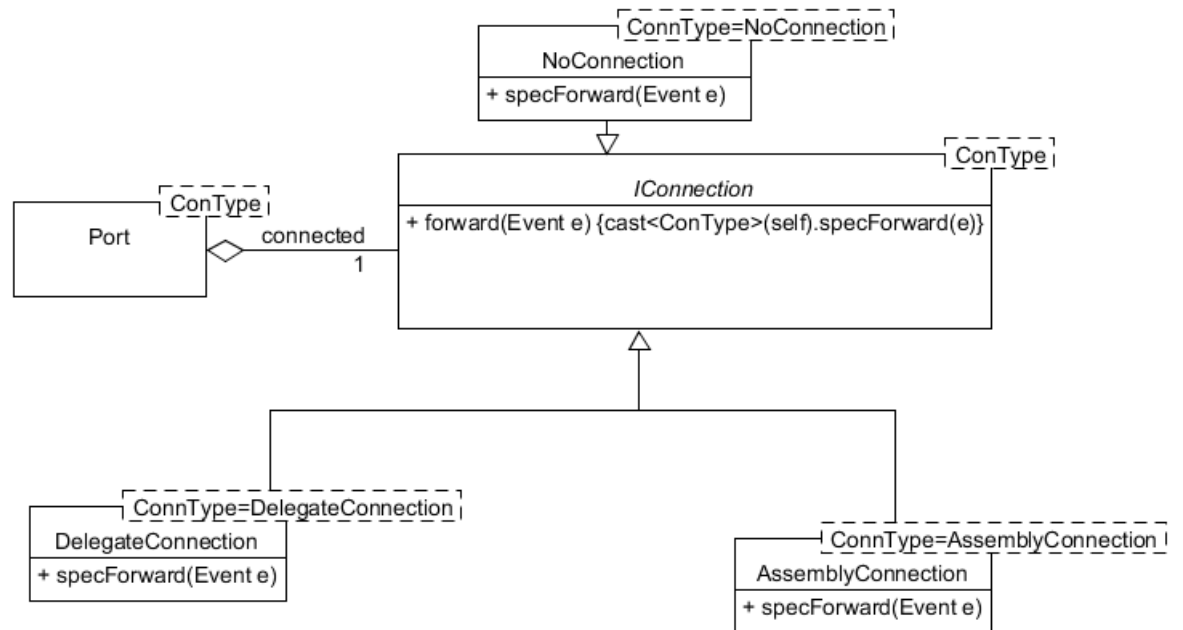 ConnType=NoConnection
NoConnection
+ specForward(Event e)
ConType
IConnection
+ forward(Event e) {cast<ConType>(self).specForward(e)}
ConType
Port
connected
1
ConnType=DelegateConnection
DelegateConnection
+ specForward(Event e)
ConnType=AssemblyConnection
AssemblyConnection
+ specForward(Event e)